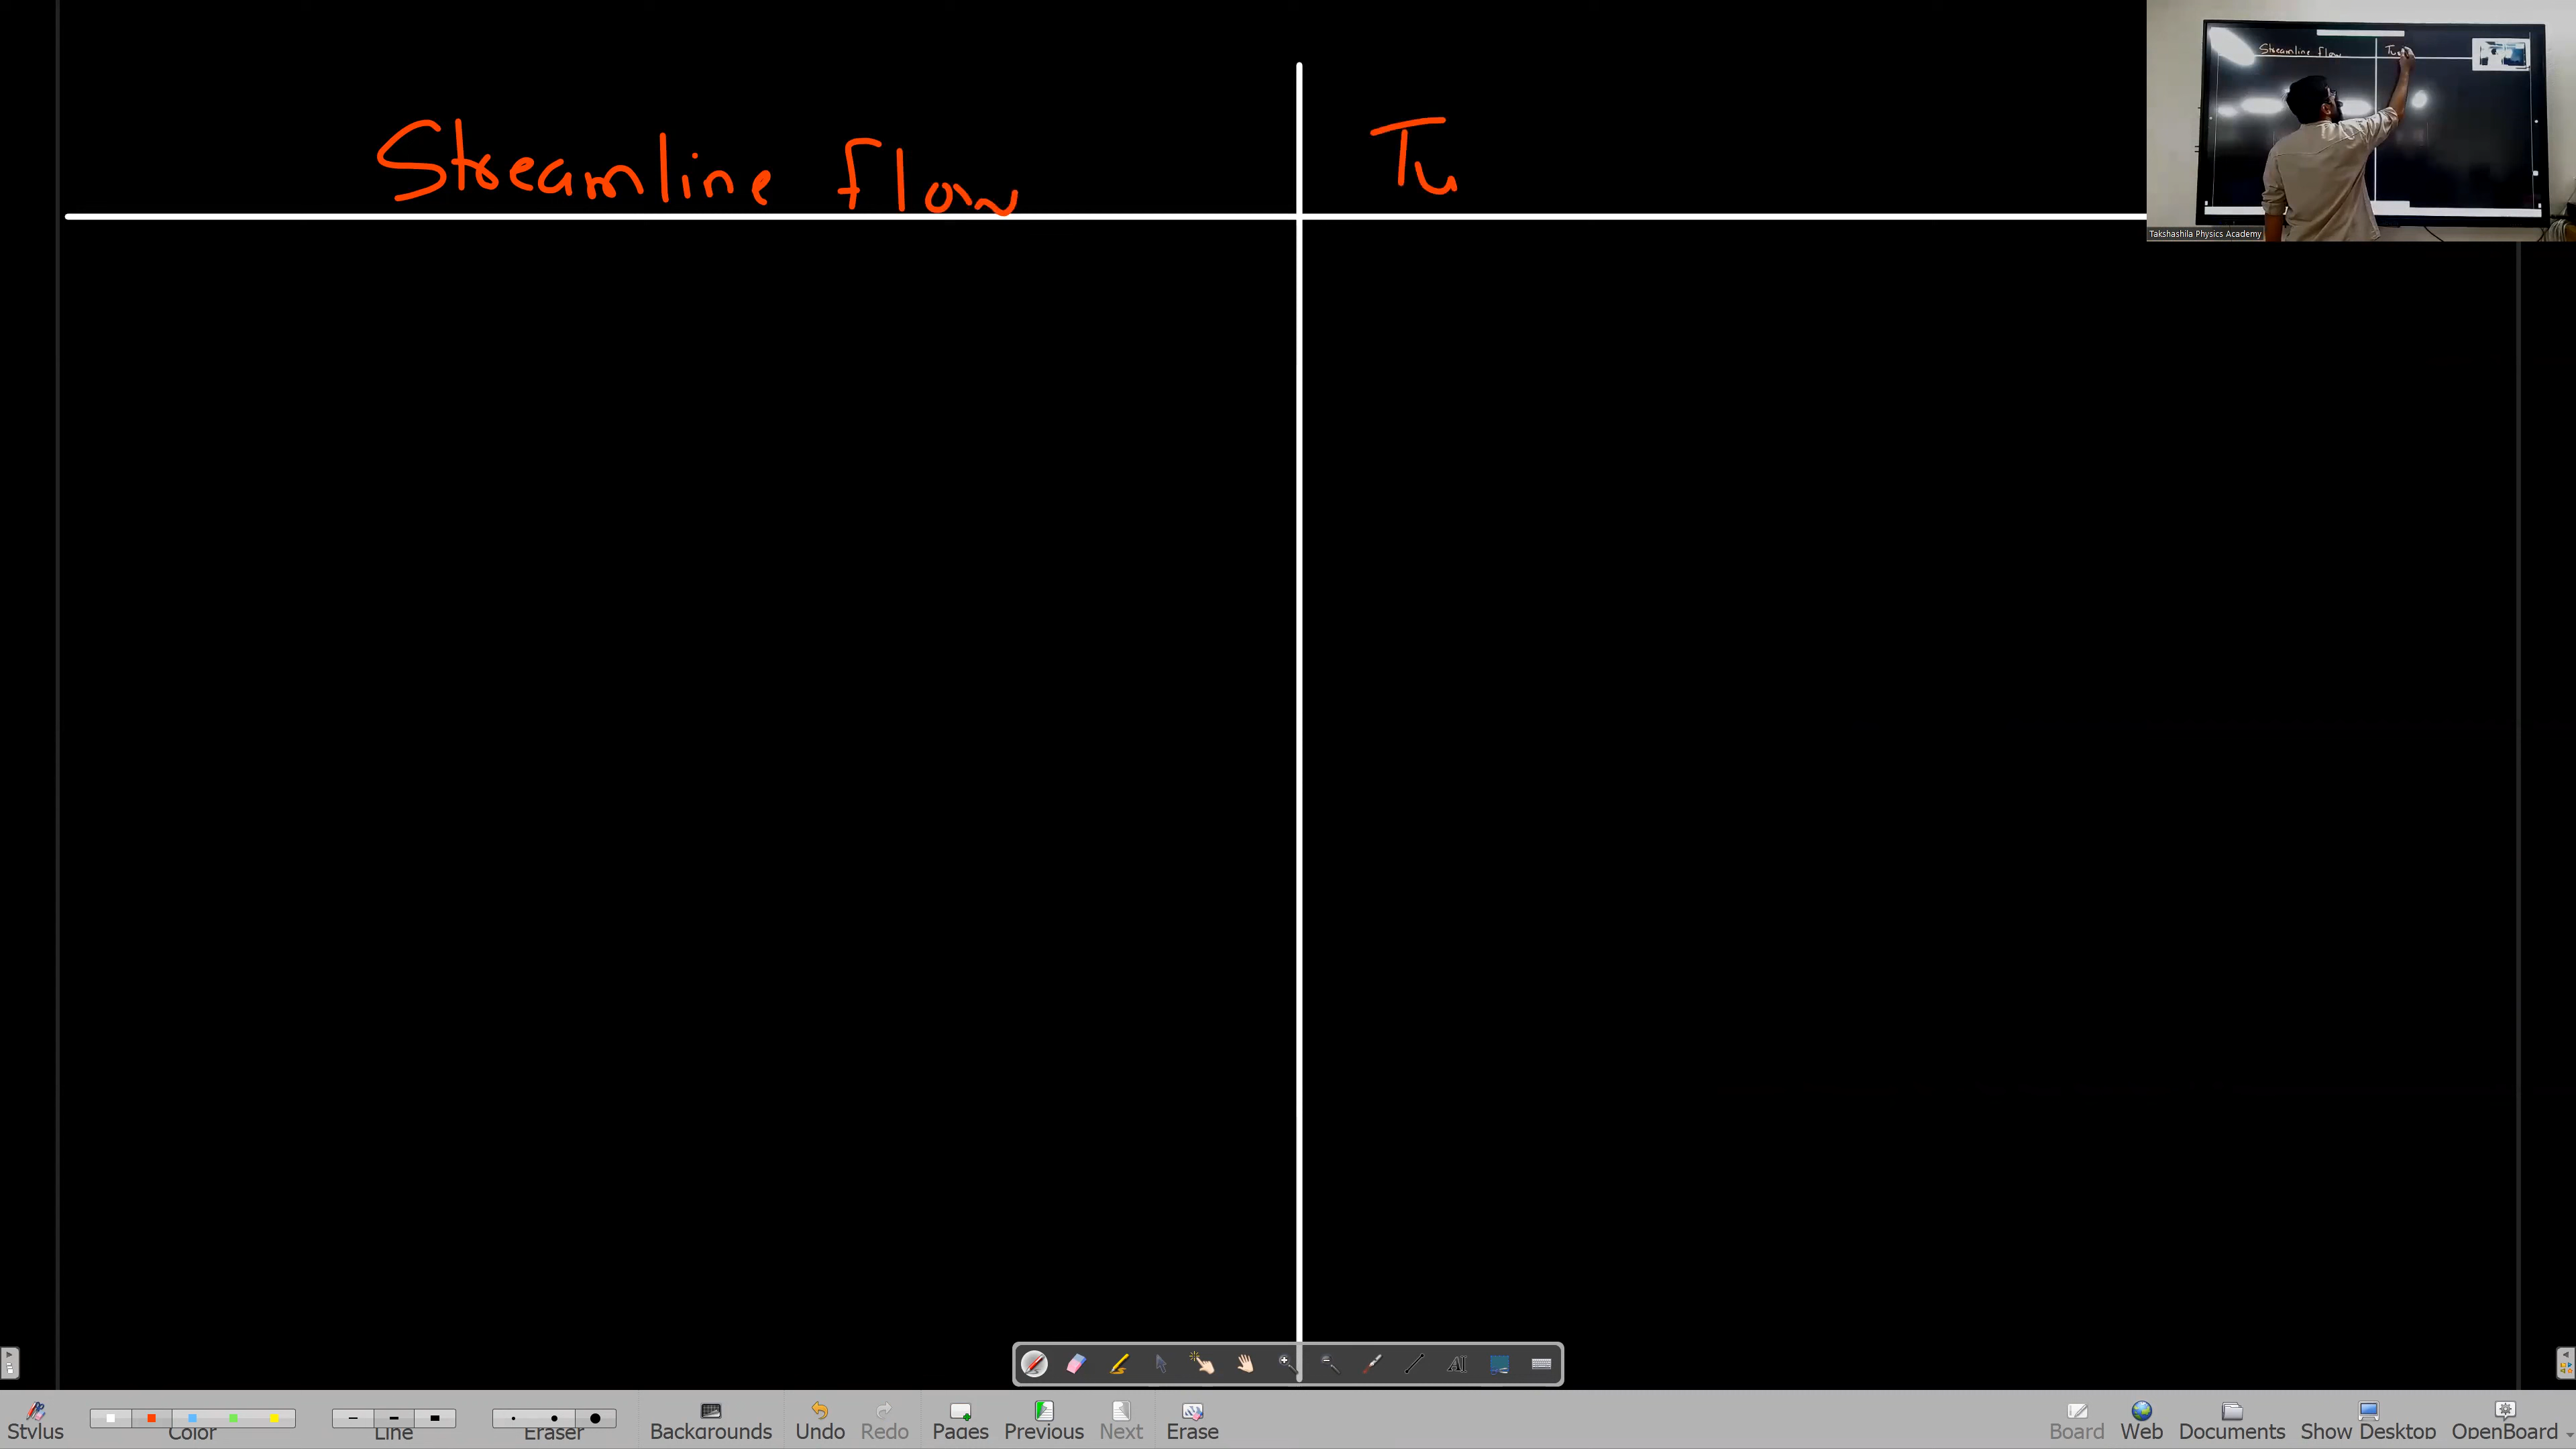 Streamline flow
Tu
Takshashila Physics Academy
Stylus
Color
Line
Eraser
Backgrounds
Undo
Redo
Pages
Previous
Next
Erase
Board
Web
Documents
Show Desktop
OpenBoard